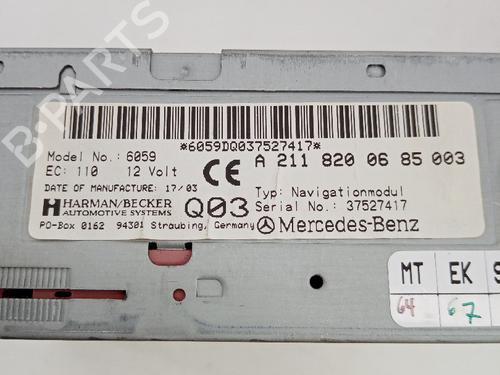 *6059DQ037527417*
Model No.: 6059
EC: 110 12 Volt
CE
A 211 820 06 85 003
DATE OF MANUFACTURE: 17/03
Typ: Navigationmodul
HARMAN/BECKER
AUTOMOTIVE SYSTEMS
Q03
Serial No.: 37527417
Mercedes-Benz
PO-Box 0162 94301 Straubing, Germany
MT EK S
64 67
B-PARTS